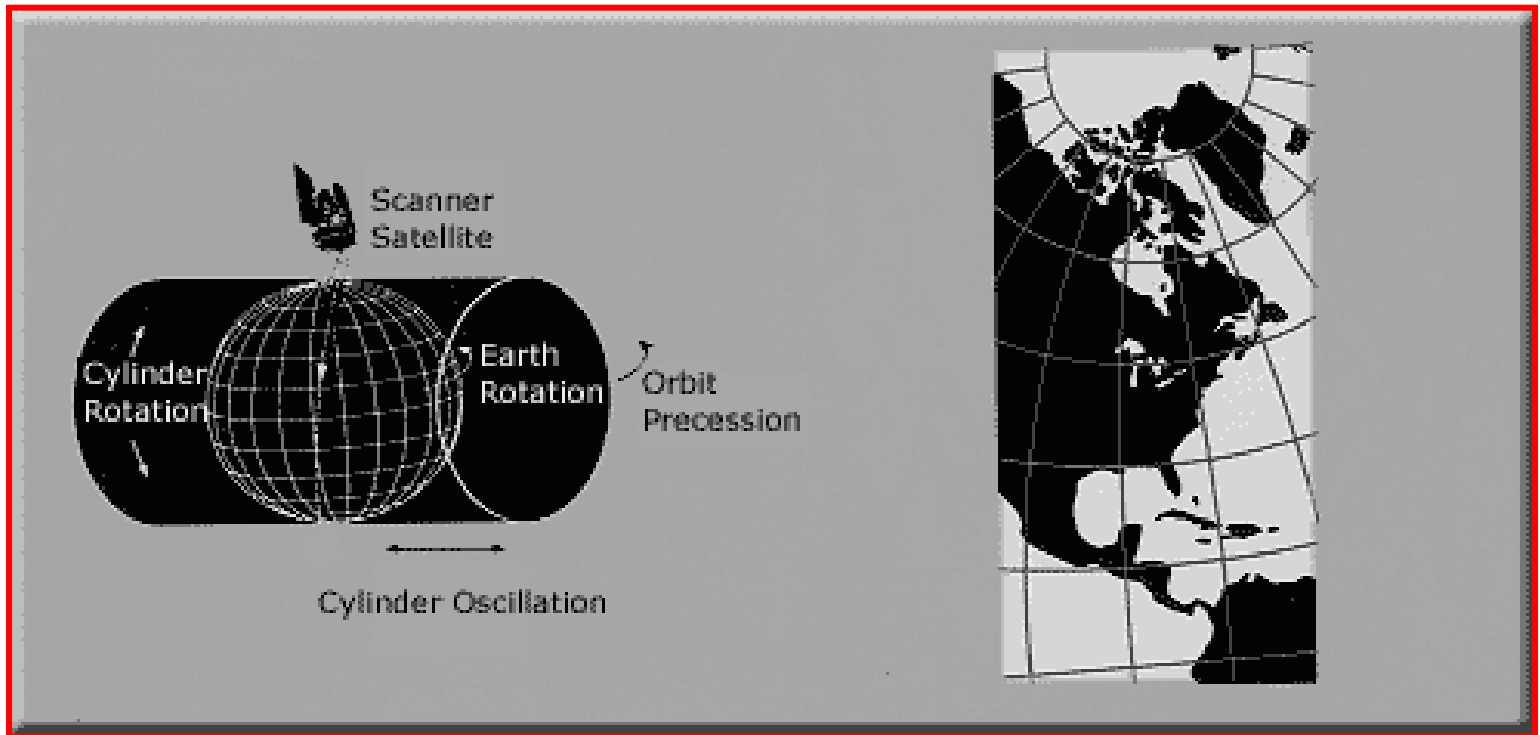 Scanner
Satellite
Cylinder
Rotation
Earth
Rotation
Orbit
Precession
Cylinder Oscillation